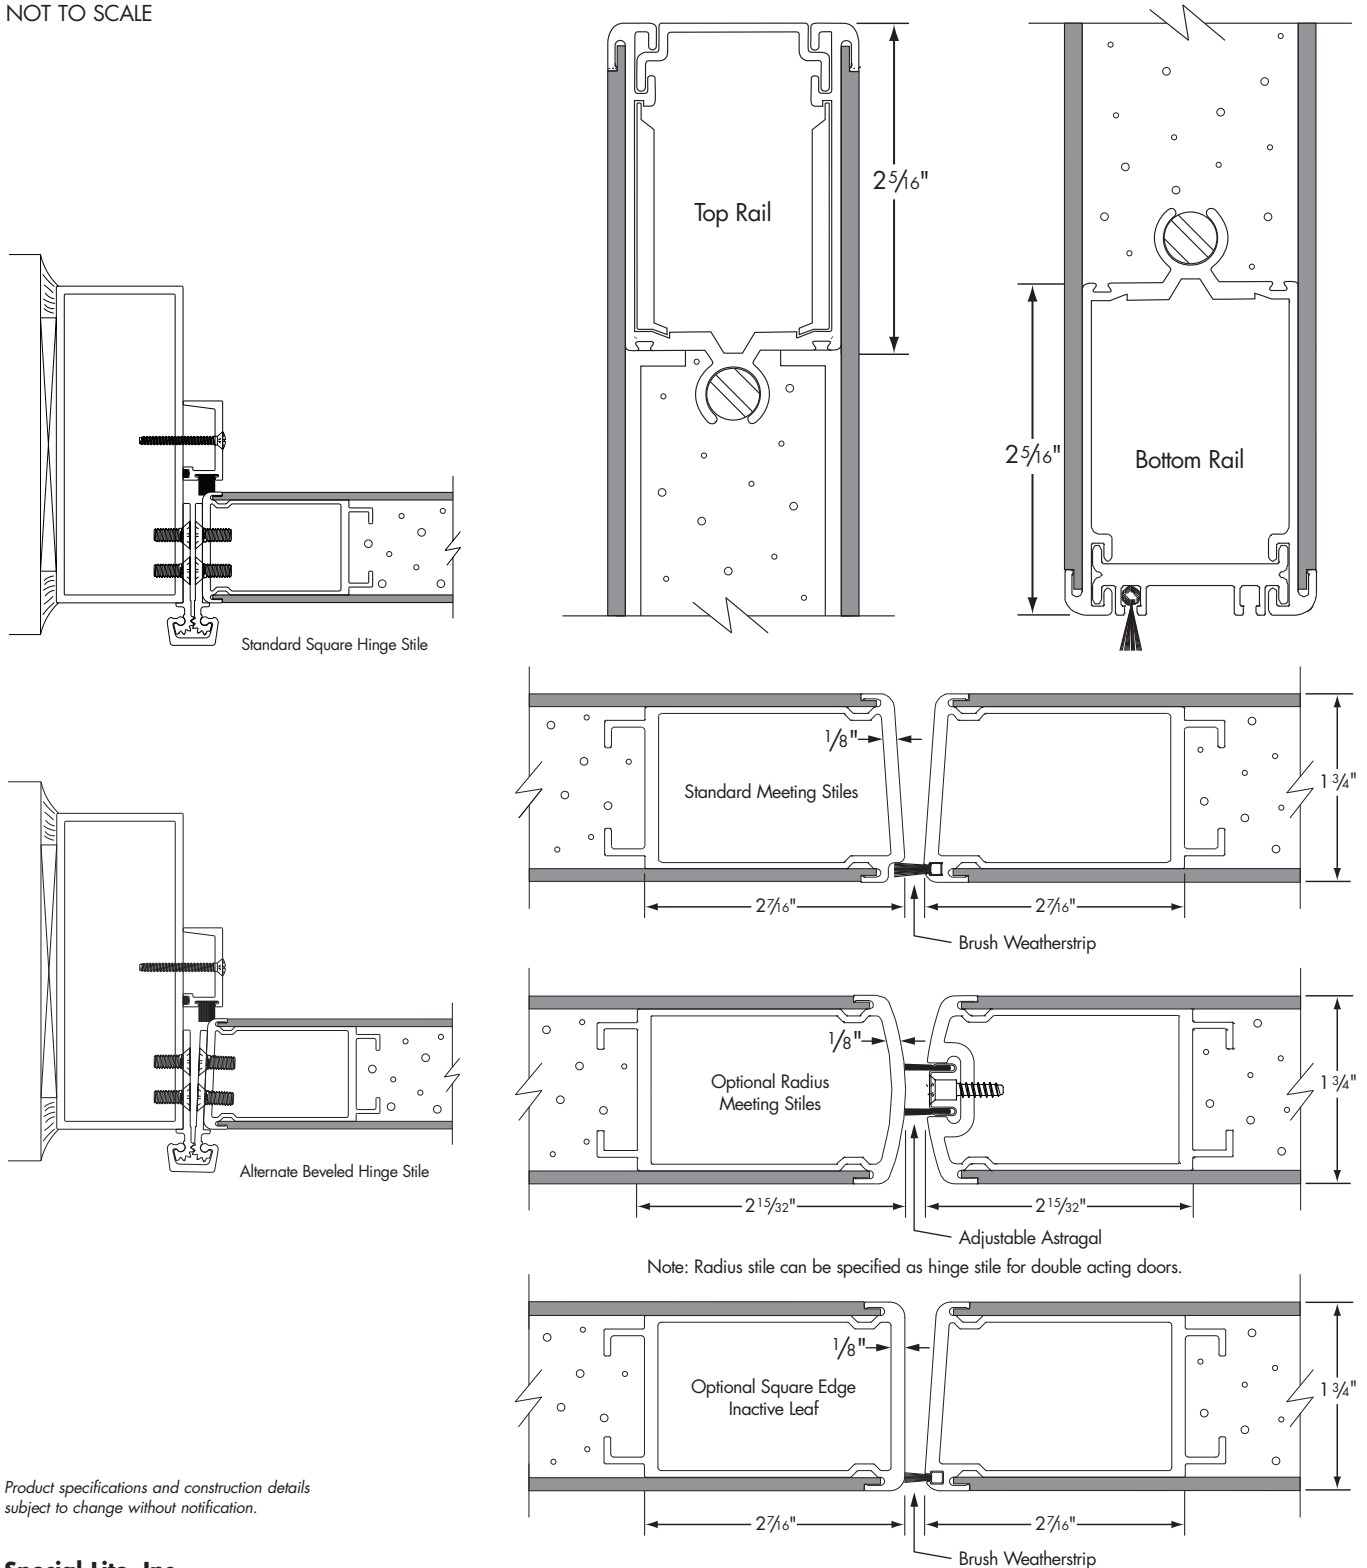 NOT TO SCALE
2 5/16"
Top Rail
2 5/16"
Bottom Rail
Standard Square Hinge Stile
1/8"
Standard Meeting Stiles
1 3/4"
2 7/16"
2 7/16"
Brush Weatherstrip
1/8"
Optional Radius
Meeting Stiles
1 3/4"
Alternate Beveled Hinge Stile
2 15/32"
2 15/32"
Adjustable Astragal
Note: Radius stile can be specified as hinge stile for double acting doors.
1/8"
Optional Square Edge
Inactive Leaf
1 3/4"
2 7/16"
2 7/16"
Brush Weatherstrip
Product specifications and construction details
subject to change without notification.
Special-Lite, Inc.